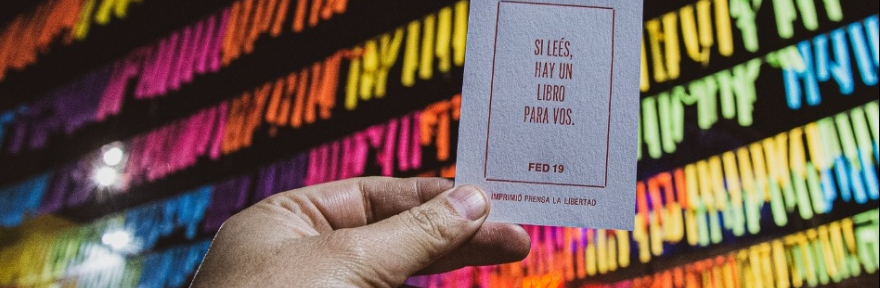 SI LEÉS,
HAY UN
LIBRO
PARA VOS.
FED 19
IMPRIMIÓ PRENSA LA LIBERTAD